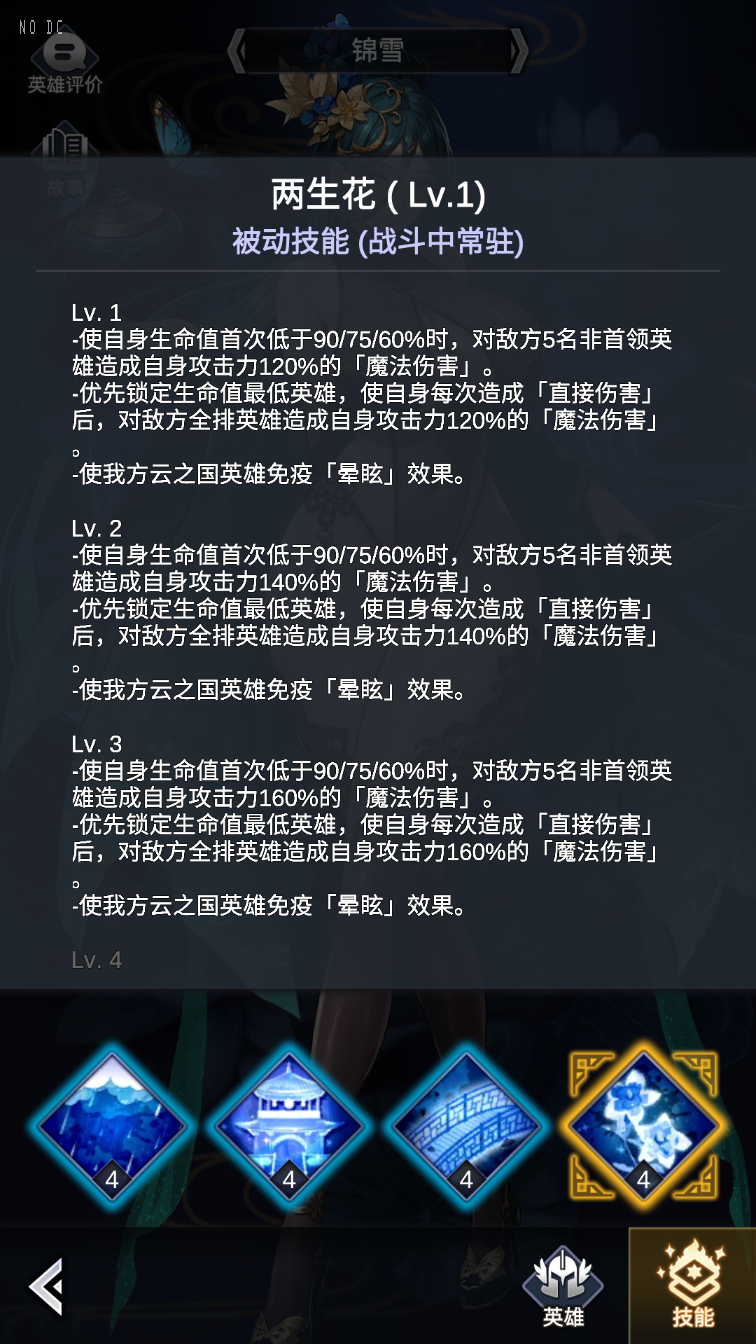 NO DC
锦雪
英雄评价
故事
两生花 ( Lv.1)
被动技能 (战斗中常驻)
Lv. 1
-使自身生命值首次低于90/75/60%时，对敌方5名非首领英
雄造成自身攻击力120%的「魔法伤害」。
-优先锁定生命值最低英雄，使自身每次造成「直接伤害」
后，对敌方全排英雄造成自身攻击力120%的「魔法伤害」
。
-使我方云之国英雄免疫「晕眩」效果。
Lv. 2
-使自身生命值首次低于90/75/60%时，对敌方5名非首领英
雄造成自身攻击力140%的「魔法伤害」。
-优先锁定生命值最低英雄，使自身每次造成「直接伤害」
后，对敌方全排英雄造成自身攻击力140%的「魔法伤害」
。
-使我方云之国英雄免疫「晕眩」效果。
Lv. 3
-使自身生命值首次低于90/75/60%时，对敌方5名非首领英
雄造成自身攻击力160%的「魔法伤害」。
-优先锁定生命值最低英雄，使自身每次造成「直接伤害」
后，对敌方全排英雄造成自身攻击力160%的「魔法伤害」
。
-使我方云之国英雄免疫「晕眩」效果。
Lv. 4
4
4
4
4
英雄
技能